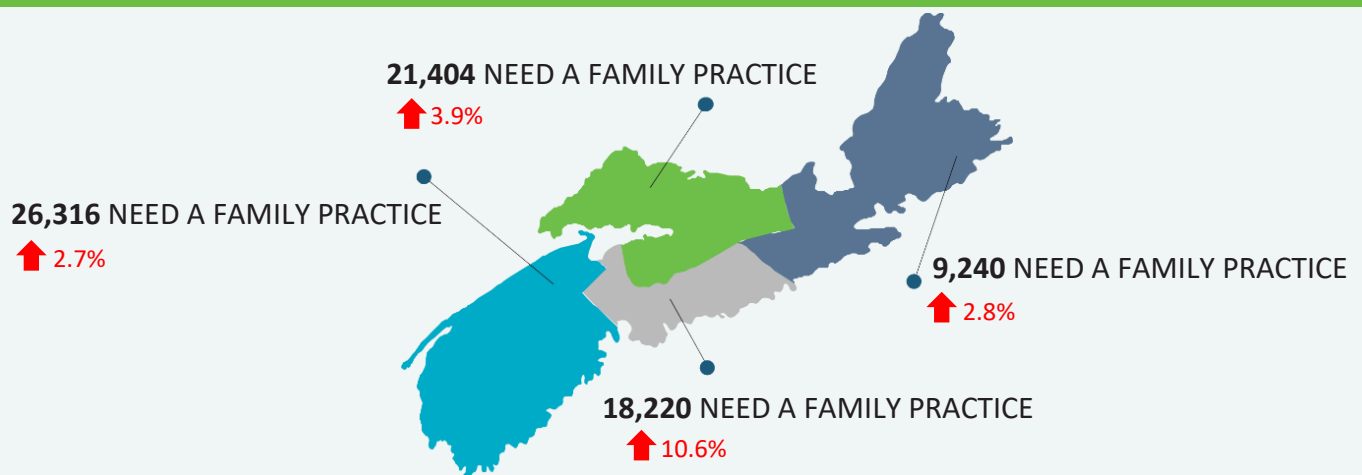 21,404 NEED A FAMILY PRACTICE
3.9%
26,316 NEED A FAMILY PRACTICE
2.7%
9,240 NEED A FAMILY PRACTICE
2.8%
18,220 NEED A FAMILY PRACTICE
10.6%